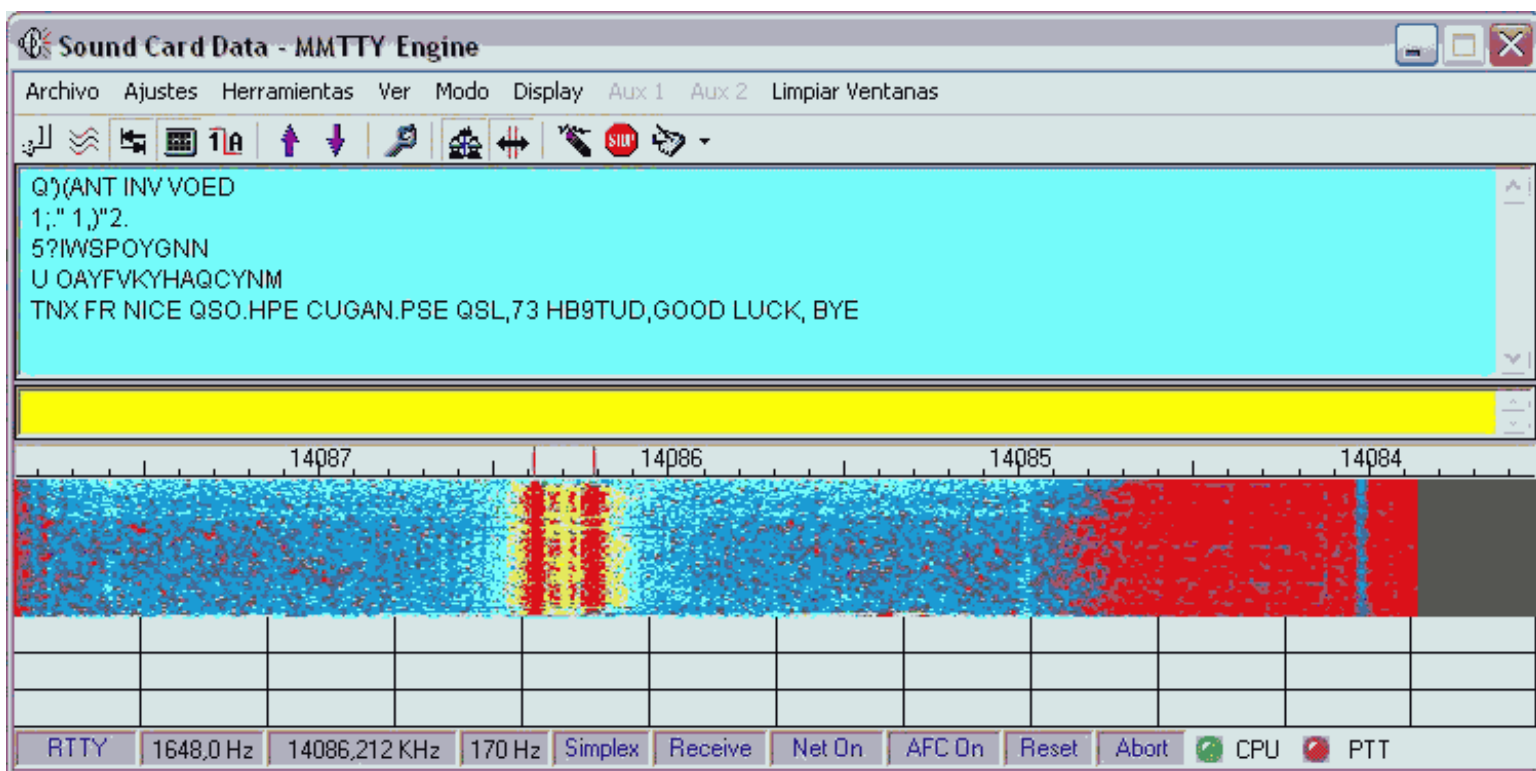 Sound Card Data - MMTTY Engine
Archivo Ajustes Herramientas Ver Modo Display Aux 1 Aux 2 Limpiar Ventanas
STOP
Q')(ANT INV VOED
1;." 1,)"2.
5?IWSPOYGNN
U OAYFVKYHAQCYNM
TNX FR NICE QSO.HPE CUGAN.PSE QSL,73 HB9TUD,GOOD LUCK, BYE
14087 14086 14085 14084
RTTY 1648,0 Hz 14086,212 KHz 170 Hz Simplex Receive Net On AFC On Reset Abort CPU PTT